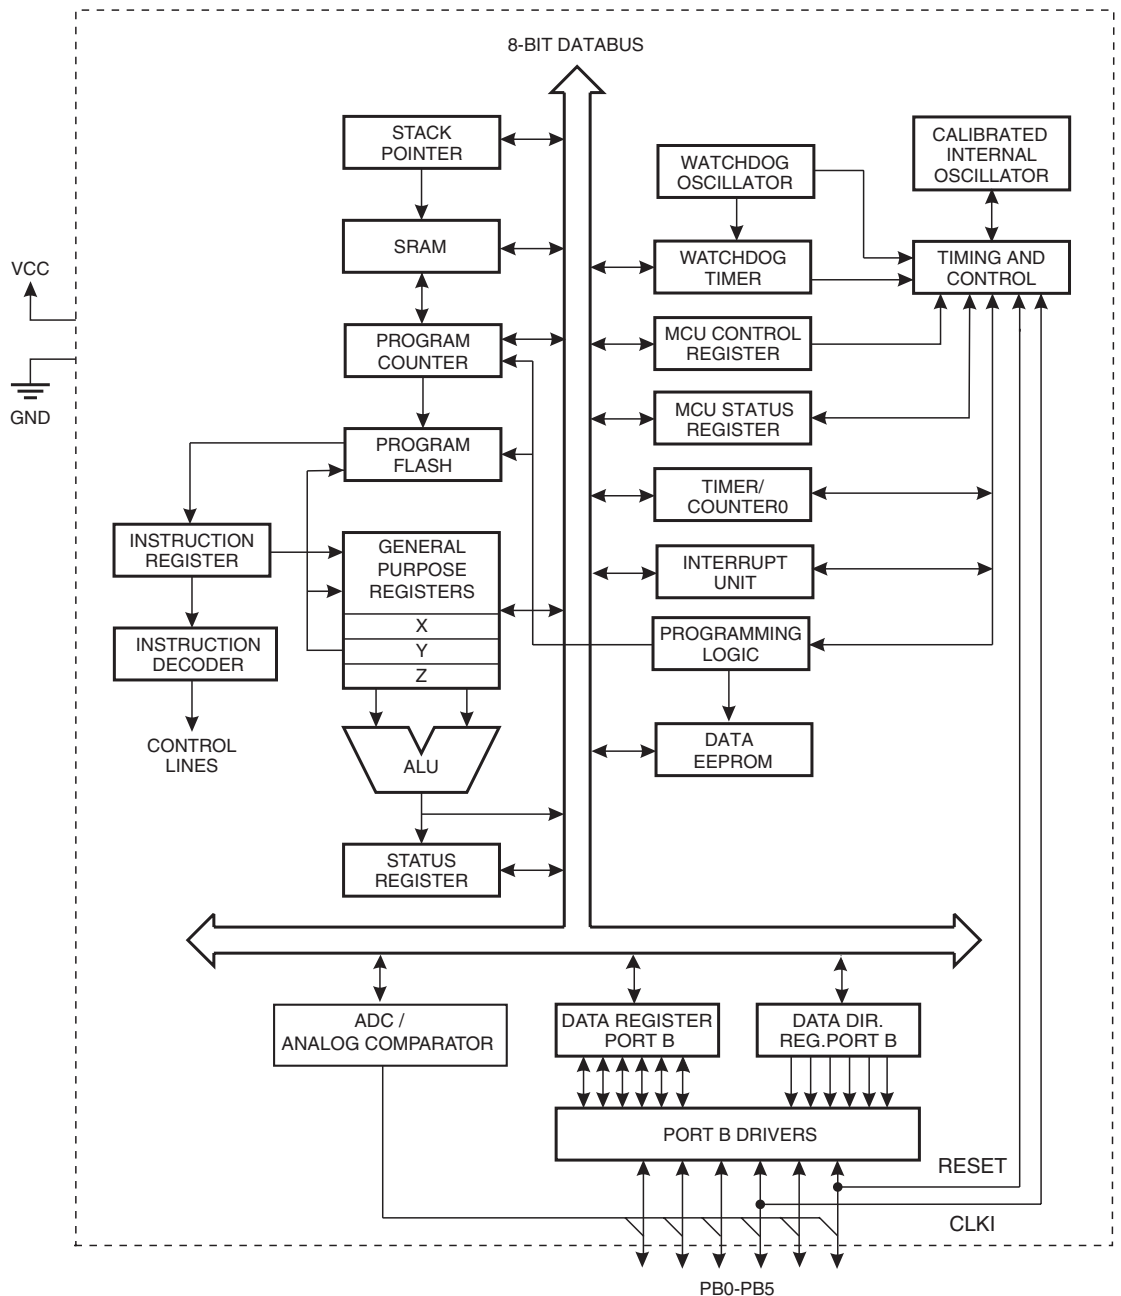 8-BIT DATABUS
STACK
POINTER
SRAM
PROGRAM
COUNTER
PROGRAM
FLASH
VCC
GND
INSTRUCTION
REGISTER
INSTRUCTION
DECODER
CONTROL
LINES
GENERAL
PURPOSE
REGISTERS
X
Y
Z
ALU
STATUS
REGISTER
WATCHDOG
OSCILLATOR
WATCHDOG
TIMER
MCU CONTROL
REGISTER
MCU STATUS
REGISTER
TIMER/
COUNTER0
INTERRUPT
UNIT
PROGRAMMING
LOGIC
DATA
EEPROM
CALIBRATED
INTERNAL
OSCILLATOR
TIMING AND
CONTROL
ADC /
ANALOG COMPARATOR
DATA REGISTER
PORT B
DATA DIR.
REG.PORT B
PORT B DRIVERS
RESET
CLKI
PB0-PB5